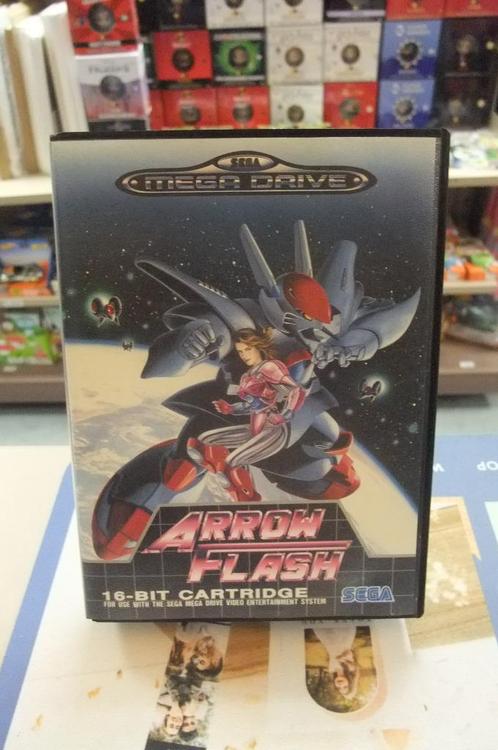 SEGA
MEGA DRIVE
ARROW
FLASH
16-BIT CARTRIDGE
FOR USE WITH THE SEGA MEGA DRIVE VIDEO ENTERTAINMENT SYSTEM
SEGA